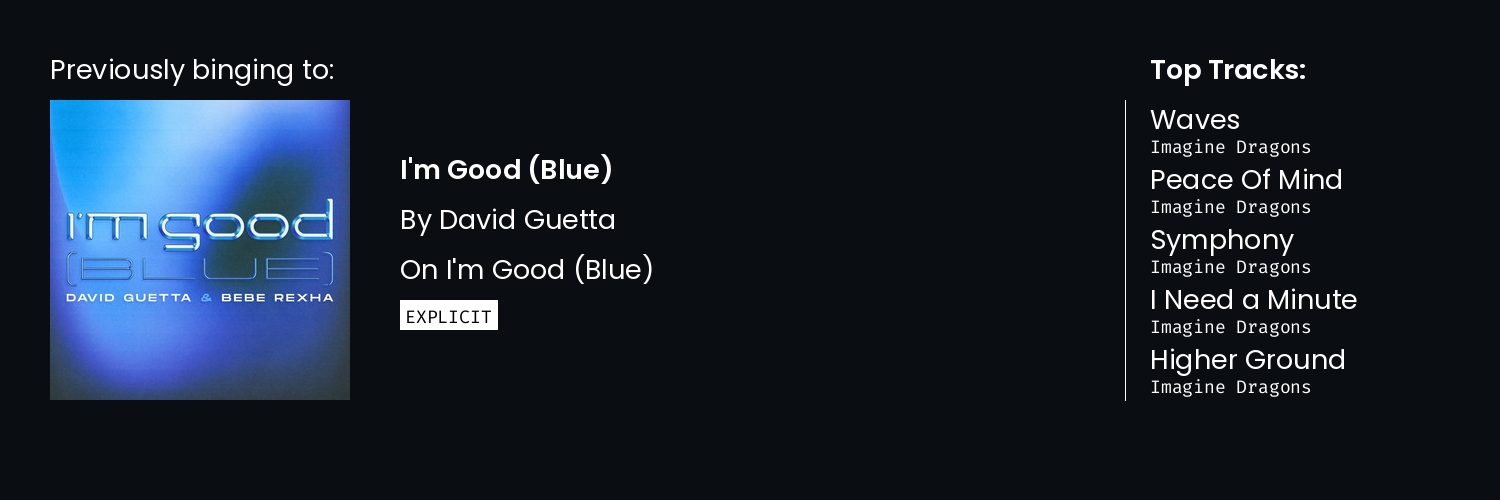 Previously binging to:
i'm good
(BLUE)
DAVID GUETTA & BEBE REXHA
I'm Good (Blue)
By David Guetta
On I'm Good (Blue)
EXPLICIT
Top Tracks:
Waves
Imagine Dragons
Peace Of Mind
Imagine Dragons
Symphony
Imagine Dragons
I Need a Minute
Imagine Dragons
Higher Ground
Imagine Dragons